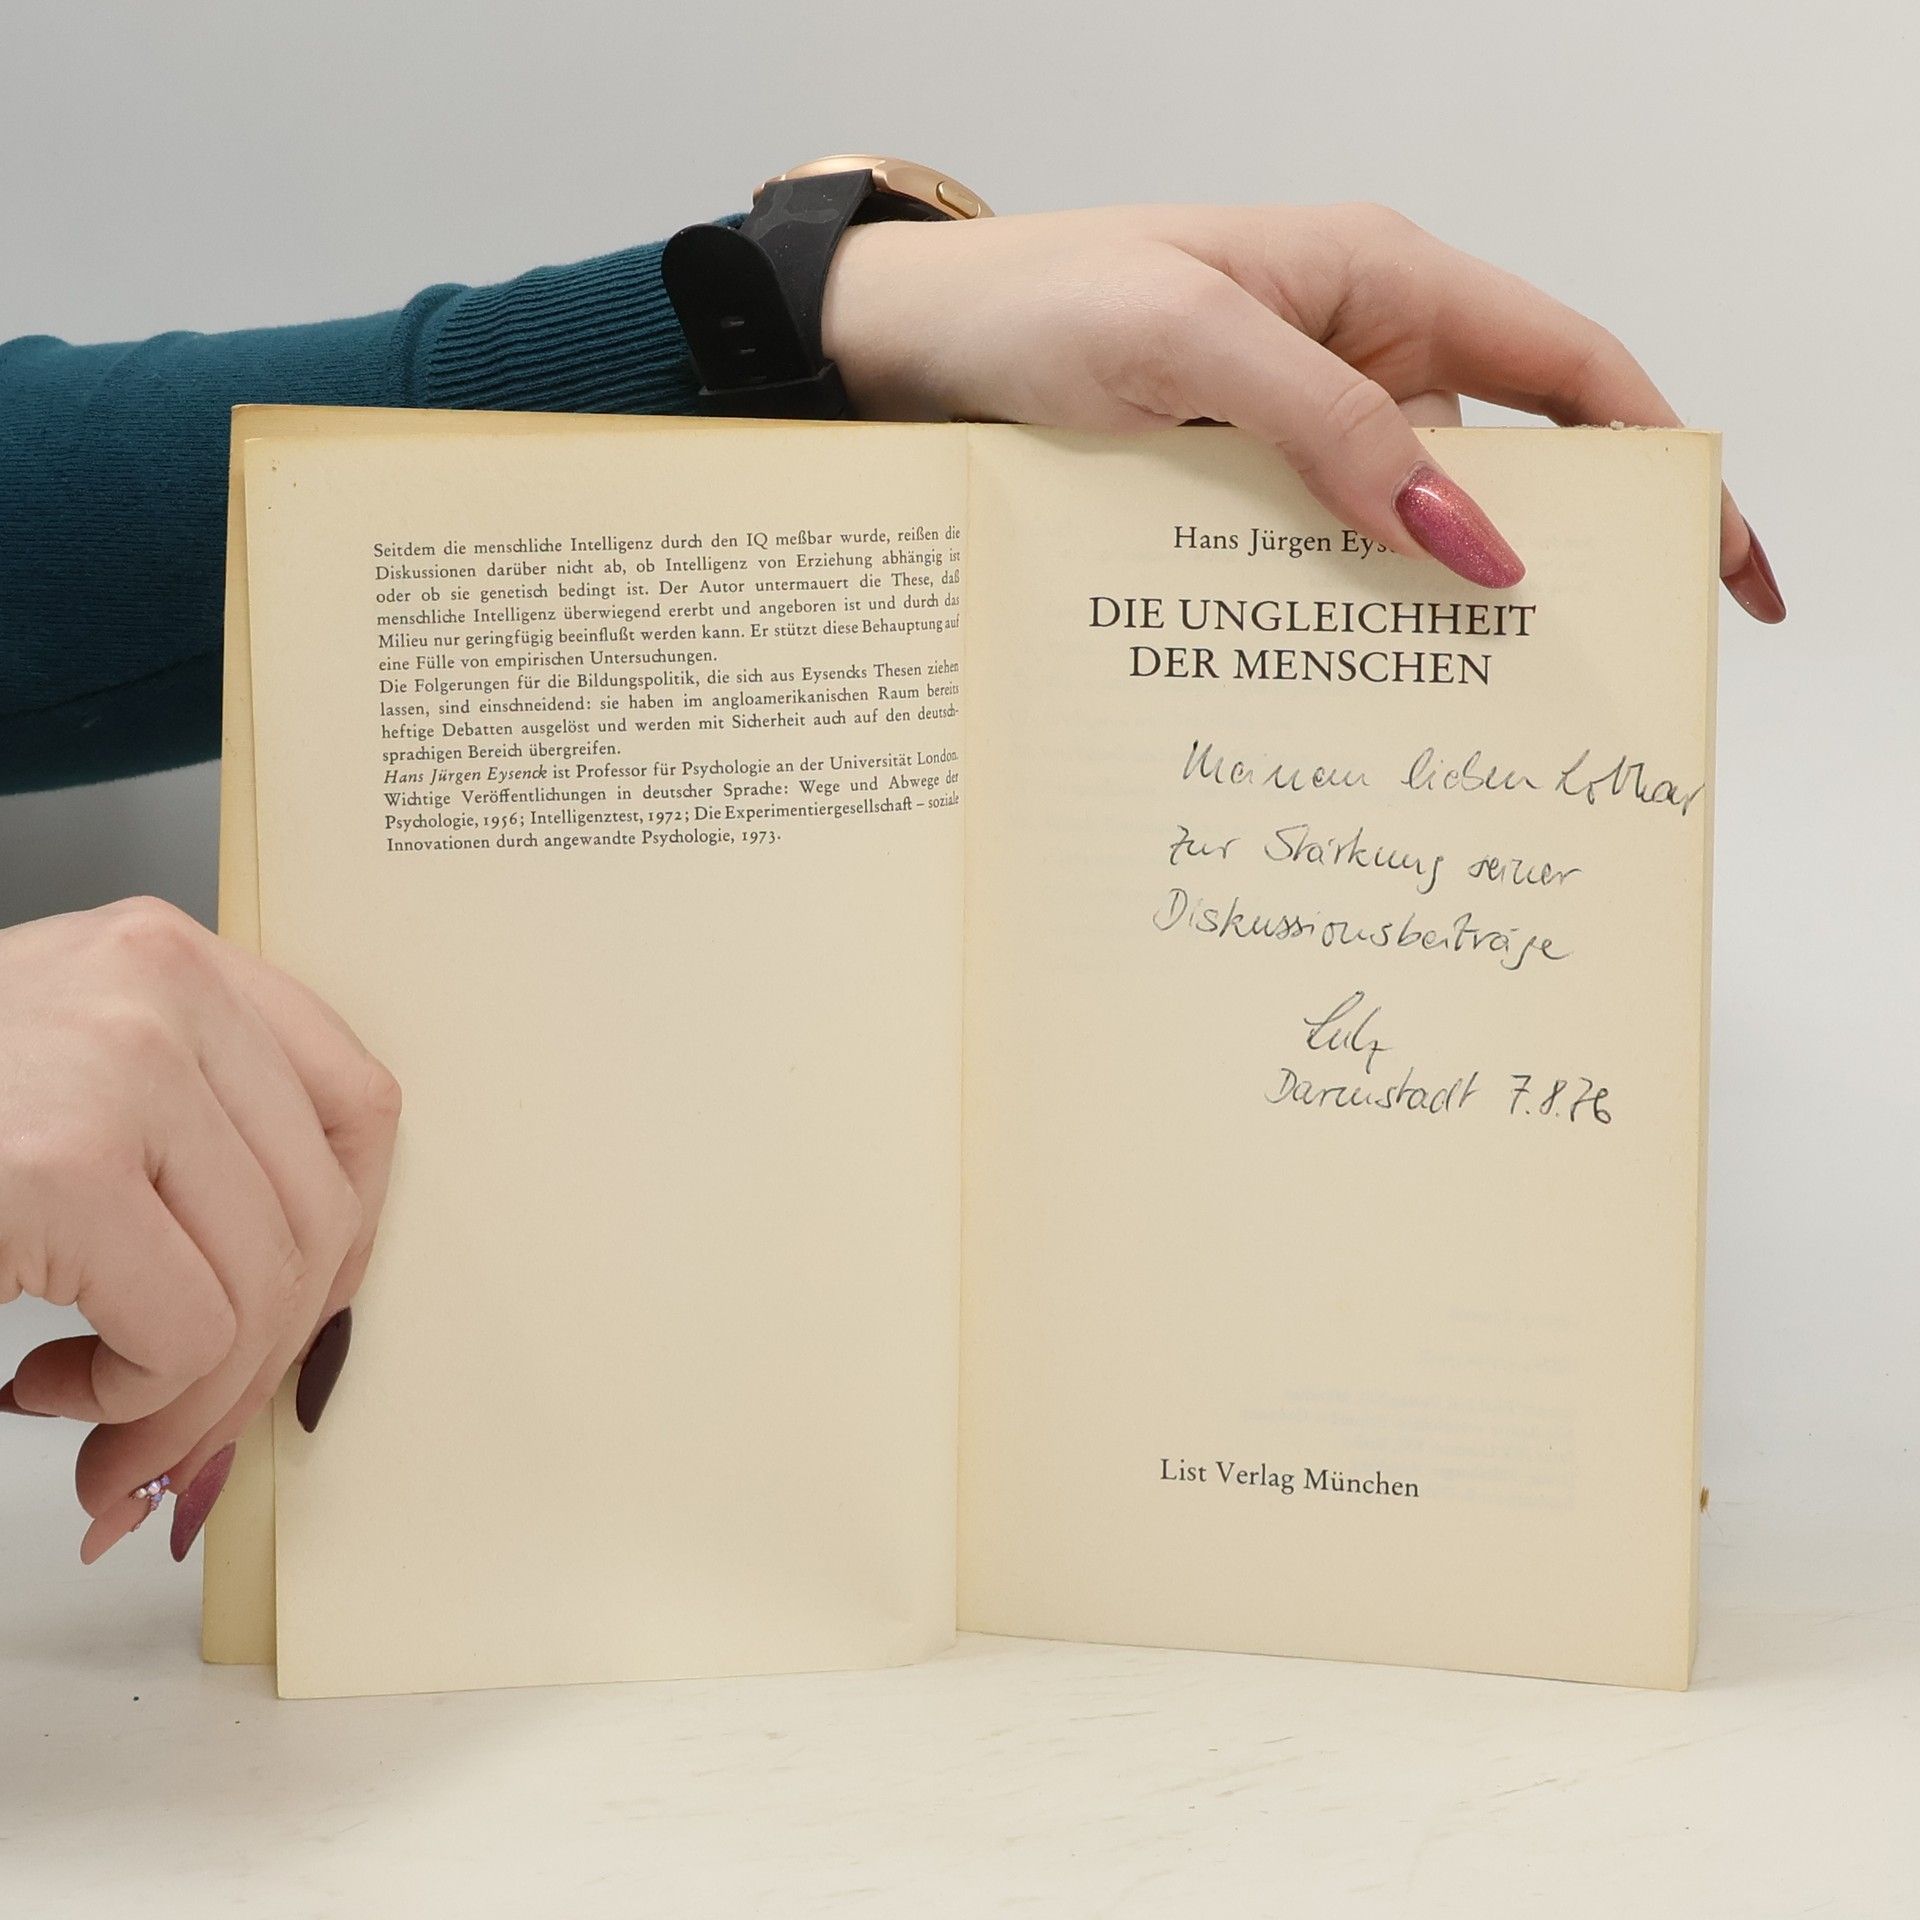 Seitdem die menschliche Intelligenz durch den IQ meßbar wurde, reißen die
Diskussionen darüber nicht ab, ob Intelligenz von Erziehung abhängig ist
oder ob sie genetisch bedingt ist. Der Autor untermauert die These, daß
menschliche Intelligenz überwiegend ererbt und angeboren ist und durch das
Milieu nur geringfügig beeinflußt werden kann. Er stützt diese Behauptung auf
eine Fülle von empirischen Untersuchungen.
Die Folgerungen für die Bildungspolitik, die sich aus Eysencks Thesen ziehen
lassen, sind einschneidend: sie haben im angloamerikanischen Raum bereits
heftige Debatten ausgelöst und werden mit Sicherheit auch auf den deutsch-
sprachigen Bereich übergreifen.
Hans Jürgen Eysenck ist Professor für Psychologie an der Universität London.
Wichtige Veröffentlichungen in deutscher Sprache: Wege und Abwege der
Psychologie, 1956; Intelligenztest, 1972; Die Experimentiergesellschaft – soziale
Innovationen durch angewandte Psychologie, 1973.
Hans Jürgen Eys
DIE UNGLEICHHEIT
DER MENSCHEN
Meinem lieben Lothar
zur Stärkung seiner
Diskussionsbeiträge
Lutz
Darmstadt 7.8.76
List Verlag München